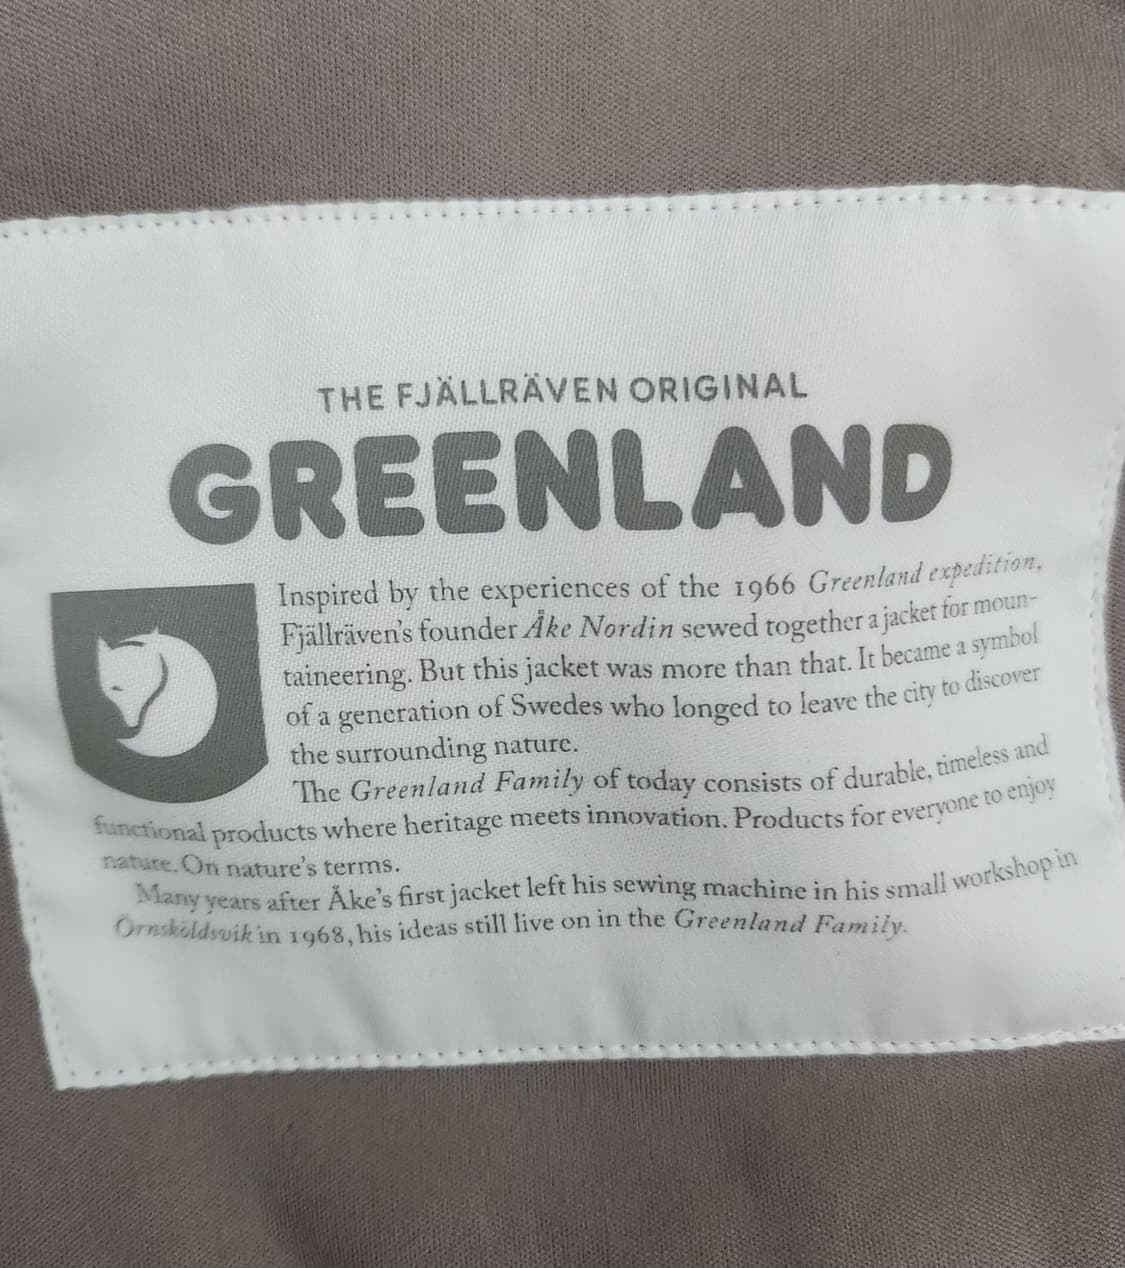 THE FJÄLLRÄVEN ORIGINAL
GREENLAND
Inspired by the experiences of the 1966 Greenland expedition,
Fjällräven's founder Åke Nordin sewed together a jacket for moun-
taineering. But this jacket was more than that. It became a symbol
of a generation of Swedes who longed to leave the city to discover
the surrounding nature.
The Greenland Family of today consists of durable, timeless and
functional products where heritage meets innovation. Products for everyone to enjoy
nature. On nature's terms.
Many years after Åke's first jacket left his sewing machine in his small workshop in
Örnsköldsvik in 1968, his ideas still live on in the Greenland Family.